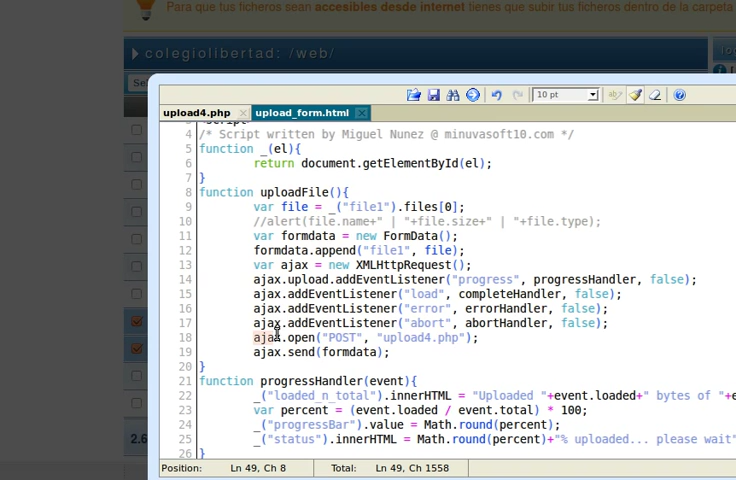 Para que tus ficheros sean accesibles desde internet tienes que subir tus ficheros dentro de la carpeta
colegiolibertad: /web/
10 pt
upload4.php
upload_form.html
4 /* Script written by Miguel Nunez @ minuvasoft10.com */
5 function _(el){
6 return document.getElementById(el);
7 }
8 function uploadFile(){
9 var file = _("file1").files[0];
10 //alert(file.name+" | "+file.size+" | "+file.type);
11 var formdata = new FormData();
12 formdata.append("file1", file);
13 var ajax = new XMLHttpRequest();
14 ajax.upload.addEventListener("progress", progressHandler, false);
15 ajax.addEventListener("load", completeHandler, false);
16 ajax.addEventListener("error", errorHandler, false);
17 ajax.addEventListener("abort", abortHandler, false);
18 ajax.open("POST", "upload4.php");
19 ajax.send(formdata);
20 }
21 function progressHandler(event){
22 _("loaded_n_total").innerHTML = "Uploaded "+event.loaded+" bytes of "+e
23 var percent = (event.loaded / event.total) * 100;
24 _("progressBar").value = Math.round(percent);
25 _("status").innerHTML = Math.round(percent)+"% uploaded... please wait"
26 }
2.6
Position: Ln 49, Ch 8 Total: Ln 49, Ch 1558